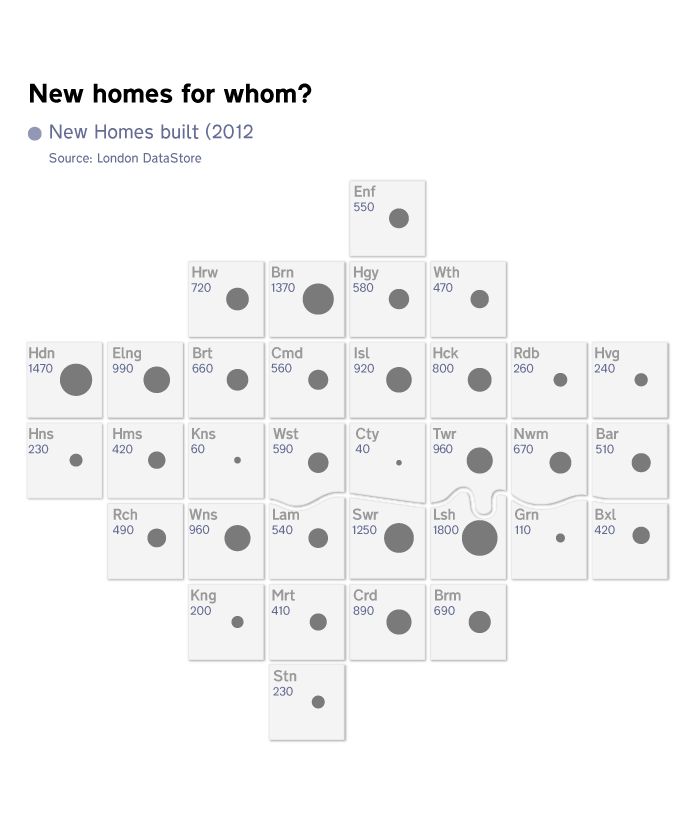 New homes for whom?
New Homes built (2012
Source: London DataStore
Enf
550
Hrw
720
Brn
1370
Hgy
580
Wth
470
Hdn
1470
Elng
990
Brt
660
Cmd
560
Isl
920
Hck
800
Rdb
260
Hvg
240
Hns
230
Hms
420
Kns
60
Wst
590
Cty
40
Twr
960
Nwm
670
Bar
510
Rch
490
Wns
960
Lam
540
Swr
1250
Lsh
1800
Grn
110
Bxl
420
Kng
200
Mrt
410
Crd
890
Brm
690
Stn
230